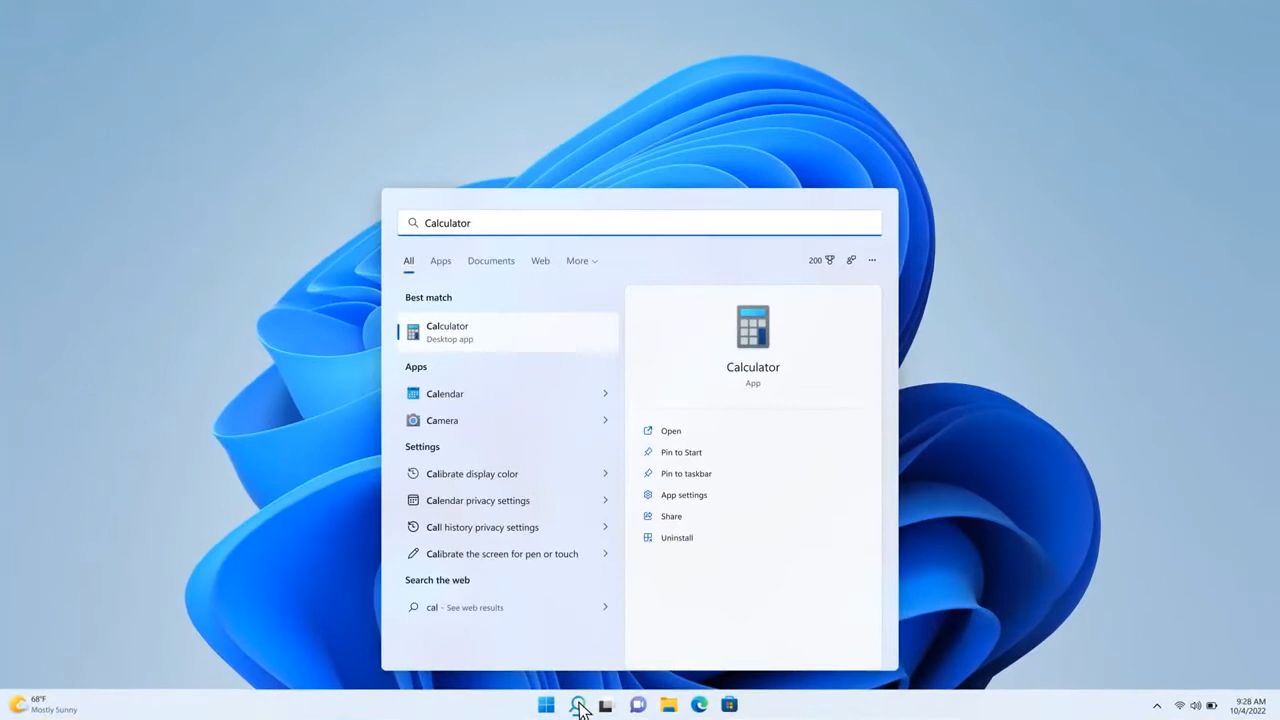 Calculator
All Apps Documents Web More 200
Best match
Calculator
Desktop app
Apps
Calendar
Camera
Settings
Calibrate display color
Calendar privacy settings
Call history privacy settings
Calibrate the screen for pen or touch
Search the web
cal - See web results
Calculator
App
Open
Pin to Start
Pin to taskbar
App settings
Share
Uninstall
68°F
Mostly Sunny
9:28 AM
10/4/2022